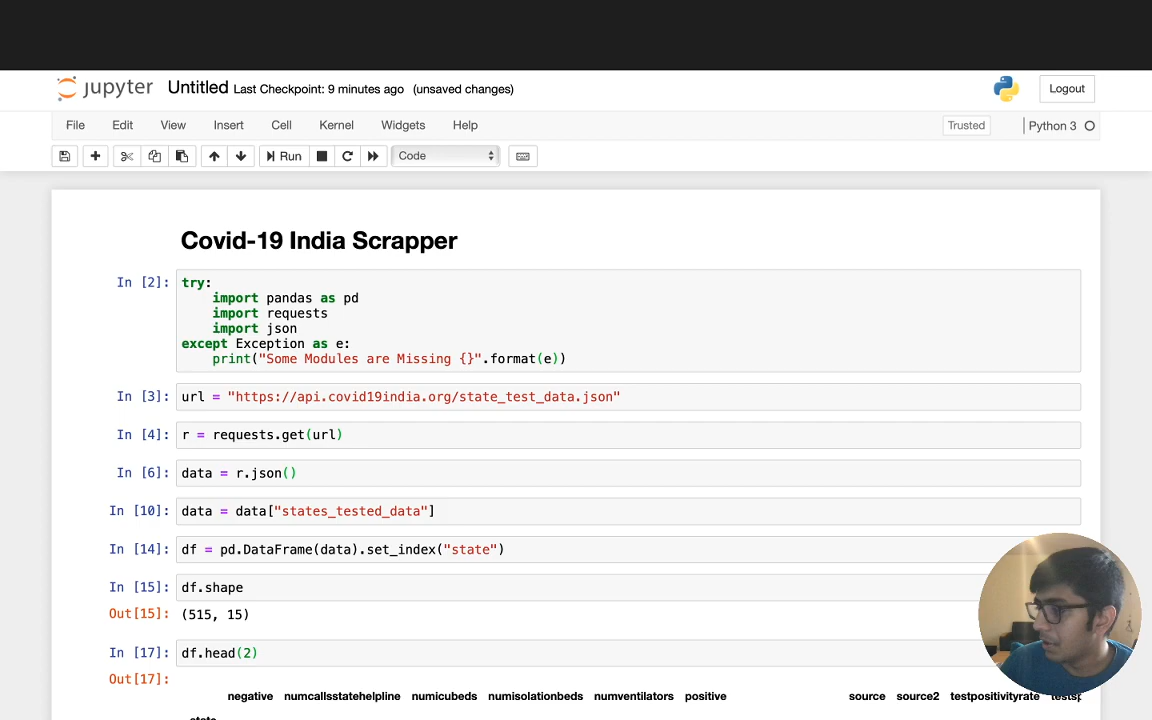 jupyter Untitled Last Checkpoint: 9 minutes ago (unsaved changes) Logout
File Edit View Insert Cell Kernel Widgets Help Trusted Python 3
Run Code
Covid-19 India Scrapper
In [2]: try:
import pandas as pd
import requests
import json
except Exception as e:
print("Some Modules are Missing {}".format(e))
In [3]: url = "https://api.covid19india.org/state_test_data.json"
In [4]: r = requests.get(url)
In [6]: data = r.json()
In [10]: data = data["states_tested_data"]
In [14]: df = pd.DataFrame(data).set_index("state")
In [15]: df.shape
Out[15]: (515, 15)
In [17]: df.head(2)
Out[17]:
negative numcallsstatehelpline numicubeds numisolationbeds numventilators positive source source2 testpositivityrate
state